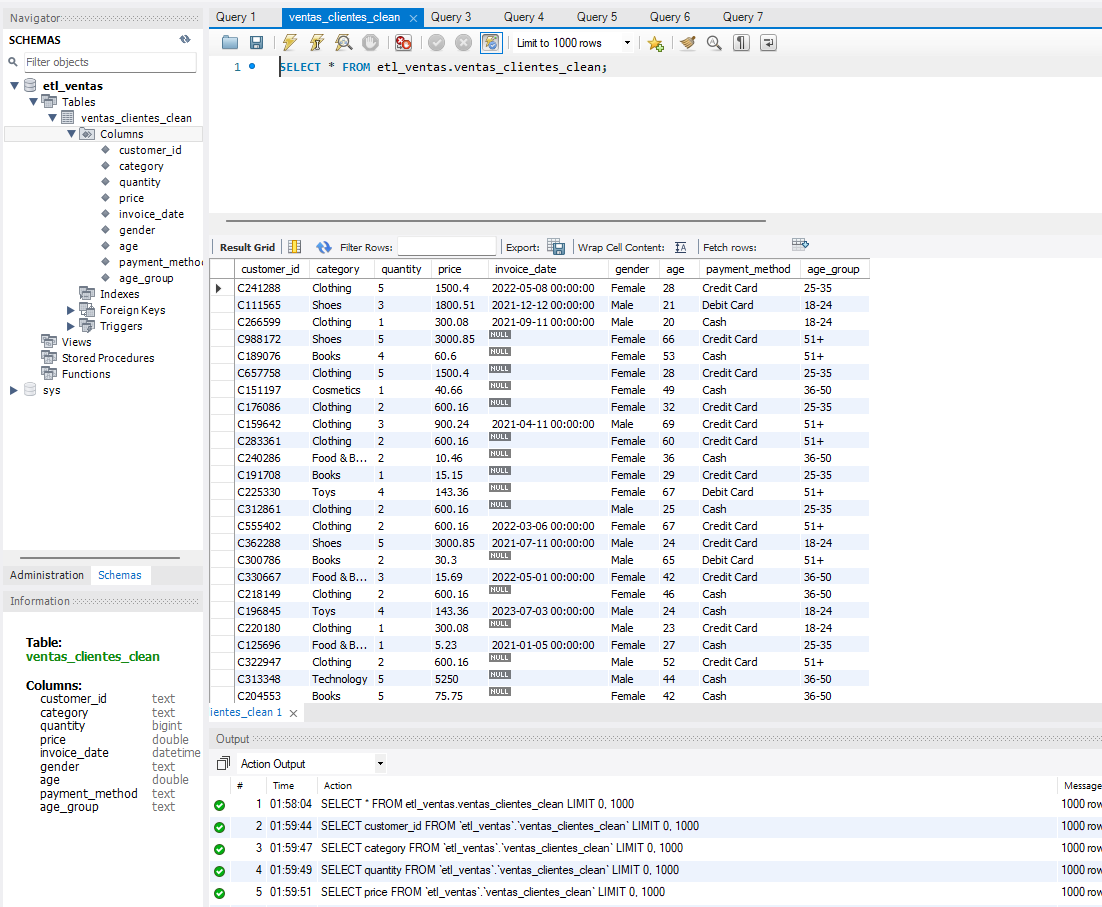 Navigator
SCHEMAS
Filter objects
etl_ventas
Tables
ventas_clientes_clean
Columns
customer_id
category
quantity
price
invoice_date
gender
age
payment_metho
age_group
Indexes
Foreign Keys
Triggers
Views
Stored Procedures
Functions
sys
Administration Schemas
Information
Table:
ventas_clientes_clean
Columns:
customer_id text
category text
quantity bigint
price double
invoice_date datetime
gender text
age double
payment_method text
age_group text
Query 1 ventas_clientes_clean Query 3 Query 4 Query 5 Query 6 Query 7
Limit to 1000 rows
1 SELECT * FROM etl_ventas.ventas_clientes_clean;
Result Grid Filter Rows: Export: Wrap Cell Content: IA Fetch rows:
customer_id category quantity price invoice_date gender age payment_method age_group
C241288 Clothing 5 1500.4 2022-05-08 00:00:00 Female 28 Credit Card 25-35
C111565 Shoes 3 1800.51 2021-12-12 00:00:00 Male 21 Debit Card 18-24
C266599 Clothing 1 300.08 2021-09-11 00:00:00 Male 20 Cash 18-24
C988172 Shoes 5 3000.85 NULL Female 66 Credit Card 51+
C189076 Books 4 60.6 NULL Female 53 Cash 51+
C657758 Clothing 5 1500.4 NULL Female 28 Credit Card 25-35
C151197 Cosmetics 1 40.66 NULL Female 49 Cash 36-50
C176086 Clothing 2 600.16 NULL Female 32 Credit Card 25-35
C159642 Clothing 3 900.24 2021-04-11 00:00:00 Male 69 Credit Card 51+
C283361 Clothing 2 600.16 NULL Female 60 Credit Card 51+
C240286 Food & B... 2 10.46 NULL Female 36 Cash 36-50
C191708 Books 1 15.15 NULL Female 29 Credit Card 25-35
C225330 Toys 4 143.36 NULL Female 67 Debit Card 51+
C312861 Clothing 2 600.16 NULL Male 25 Cash 25-35
C555402 Clothing 2 600.16 2022-03-06 00:00:00 Female 67 Credit Card 51+
C362288 Shoes 5 3000.85 2021-07-11 00:00:00 Male 24 Credit Card 18-24
C300786 Books 2 30.3 NULL Male 65 Debit Card 51+
C330667 Food & B... 3 15.69 2022-05-01 00:00:00 Female 42 Credit Card 36-50
C218149 Clothing 2 600.16 NULL Female 46 Cash 36-50
C196845 Toys 4 143.36 2023-07-03 00:00:00 Male 24 Cash 18-24
C220180 Clothing 1 300.08 NULL Male 23 Credit Card 18-24
C125696 Food & B... 1 5.23 2021-01-05 00:00:00 Female 27 Cash 25-35
C322947 Clothing 2 600.16 NULL Male 52 Credit Card 51+
C313348 Technology 5 5250 NULL Male 44 Cash 36-50
C204553 Books 5 75.75 NULL Female 42 Cash 36-50
ientes_clean 1
Output
Action Output
# Time Action Message
1 01:58:04 SELECT * FROM etl_ventas.ventas_clientes_clean LIMIT 0, 1000 1000 row
2 01:59:44 SELECT customer_id FROM `etl_ventas`.`ventas_clientes_clean` LIMIT 0, 1000 1000 row
3 01:59:47 SELECT category FROM `etl_ventas`.`ventas_clientes_clean` LIMIT 0, 1000 1000 row
4 01:59:49 SELECT quantity FROM `etl_ventas`.`ventas_clientes_clean` LIMIT 0, 1000 1000 row
5 01:59:51 SELECT price FROM `etl_ventas`.`ventas_clientes_clean` LIMIT 0, 1000 1000 row